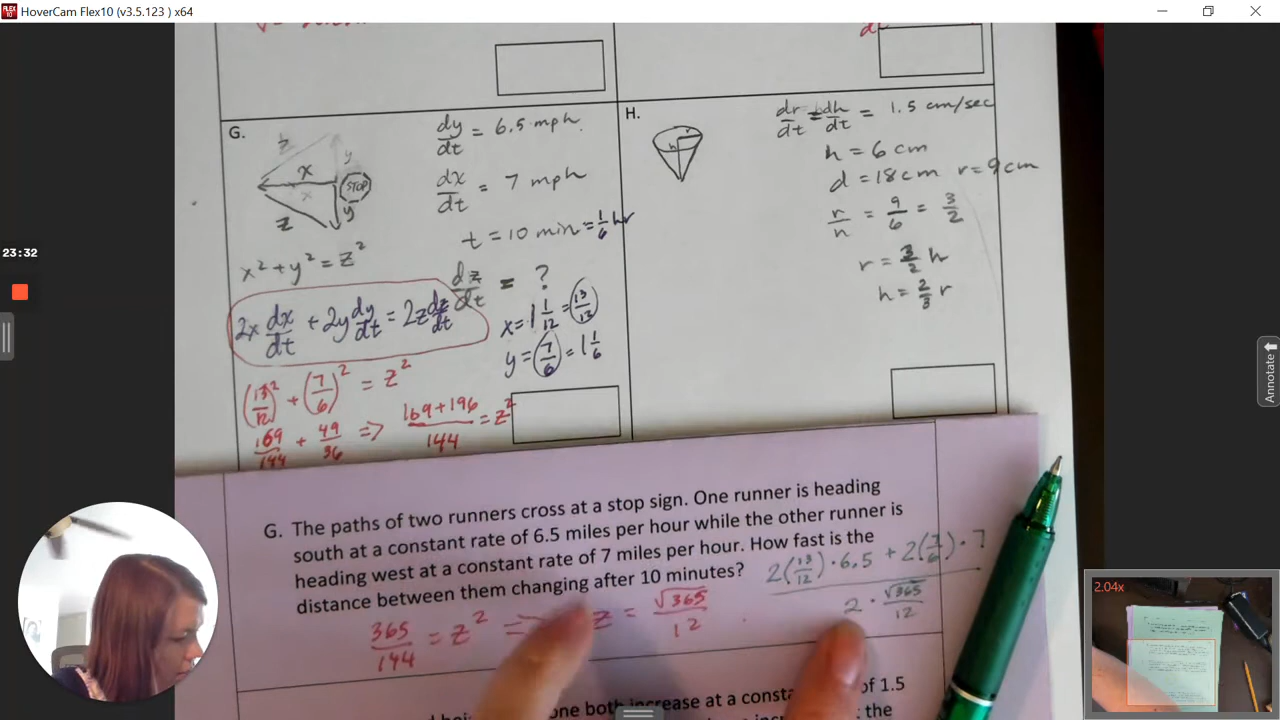 HoverCam Flex10 (v3.5.123 ) x64
23:32
Annotate
2.04x
G.
x
x
y
STOP
y
z
dy/dt = 6.5 mph.
dx/dt = 7 mph
t = 10 min = 1/6 hr
dz/dt = ?
x = 1 1/12 = 13/13
y = 7/6 = 1 1/6
x² + y² = z²
2x dx/dt + 2y dy/dt = 2z dz/dt
(13/12)² + (7/6)² = z²
169/144 + 49/36 => 169+196/144 = z²
H.
r
h
dr/dt = dh/dt = 1.5 cm/sec
h = 6 cm
d = 18 cm r = 9 cm
r/h = 9/6 = 3/2
r = 3/2 h
h = 2/3 r
G. The paths of two runners cross at a stop sign. One runner is heading
south at a constant rate of 6.5 miles per hour while the other runner is
heading west at a constant rate of 7 miles per hour. How fast is the
distance between them changing after 10 minutes?
2(13/12) · 6.5 + 2(7/6) · 7
2 · √365/12
365/144 = z² => z = √365/12
one both increase at a consta of 1.5
the